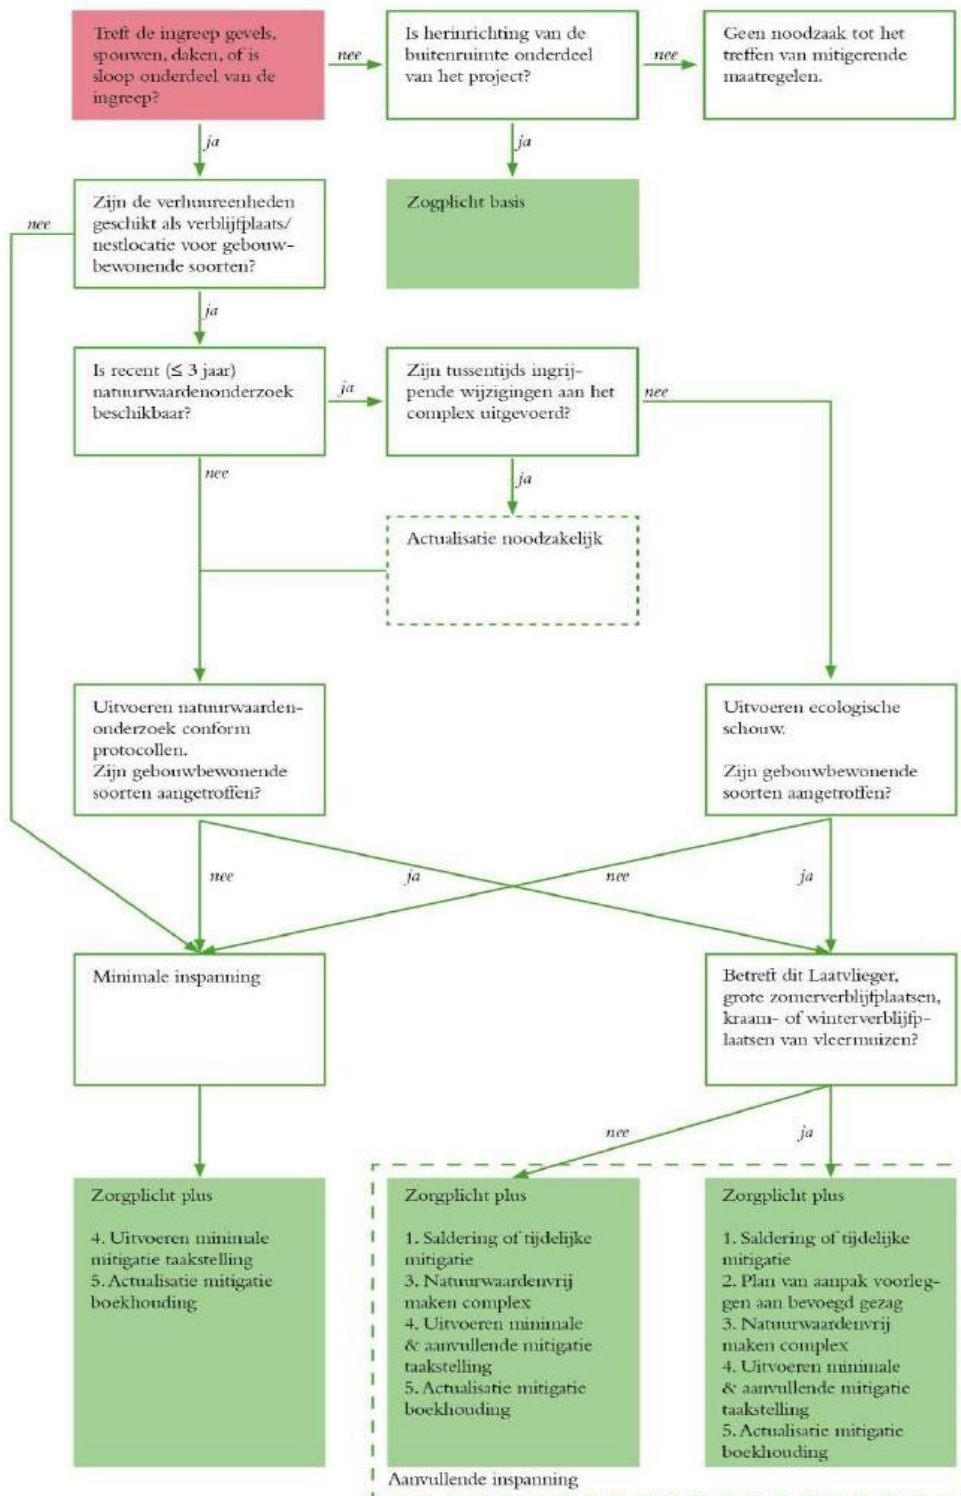 Treft de ingreep gevels,
spouwen, daken, of is
sloop onderdeel van de
ingreep?
nee
Is herinrichting van de
buitenruimte onderdeel
van het project?
nee
Geen noodzaak tot het
treffen van mitigerende
maatregelen.
ja
ja
Zijn de verhuureenheden
geschikt als verblijfplaats/
nestlocatie voor gebouw-
bewonende soorten?
nee
Zogplicht basis
ja
Is recent (≤ 3 jaar)
natuurwaardenonderzoek
beschikbaar?
ja
Zijn tussentijds ingrij-
pende wijzigingen aan het
complex uitgevoerd?
nee
nee
ja
Actualisatie noodzakelijk
Uitvoeren natuurwaarden-
onderzoek conform
protocollen.
Zijn gebouwbewonende
soorten aangetroffen?
Uitvoeren ecologische
schouw.
Zijn gebouwbewonende
soorten aangetroffen?
nee
ja
nee
ja
Minimale inspanning
Betreft dit Laatvlieger,
grote zomerverblijfplaatsen,
kraam- of winterverblijfp-
laatsen van vleermuizen?
nee
ja
Zorgplicht plus
4. Uitvoeren minimale
mitigatie taakstelling
5. Actualisatie mitigatie
boekhouding
Zorgplicht plus
1. Saldering of tijdelijke
mitigatie
3. Natuurwaardenvrij
maken complex
4. Uitvoeren minimale
& aanvullende mitigatie
taakstelling
5. Actualisatie mitigatie
boekhouding
Zorgplicht plus
1. Saldering of tijdelijke
mitigatie
2. Plan van aanpak voorleg-
gen aan bevoegd gezag
3. Natuurwaardenvrij
maken complex
4. Uitvoeren minimale
& aanvullende mitigatie
taakstelling
5. Actualisatie mitigatie
boekhouding
Aanvullende inspanning